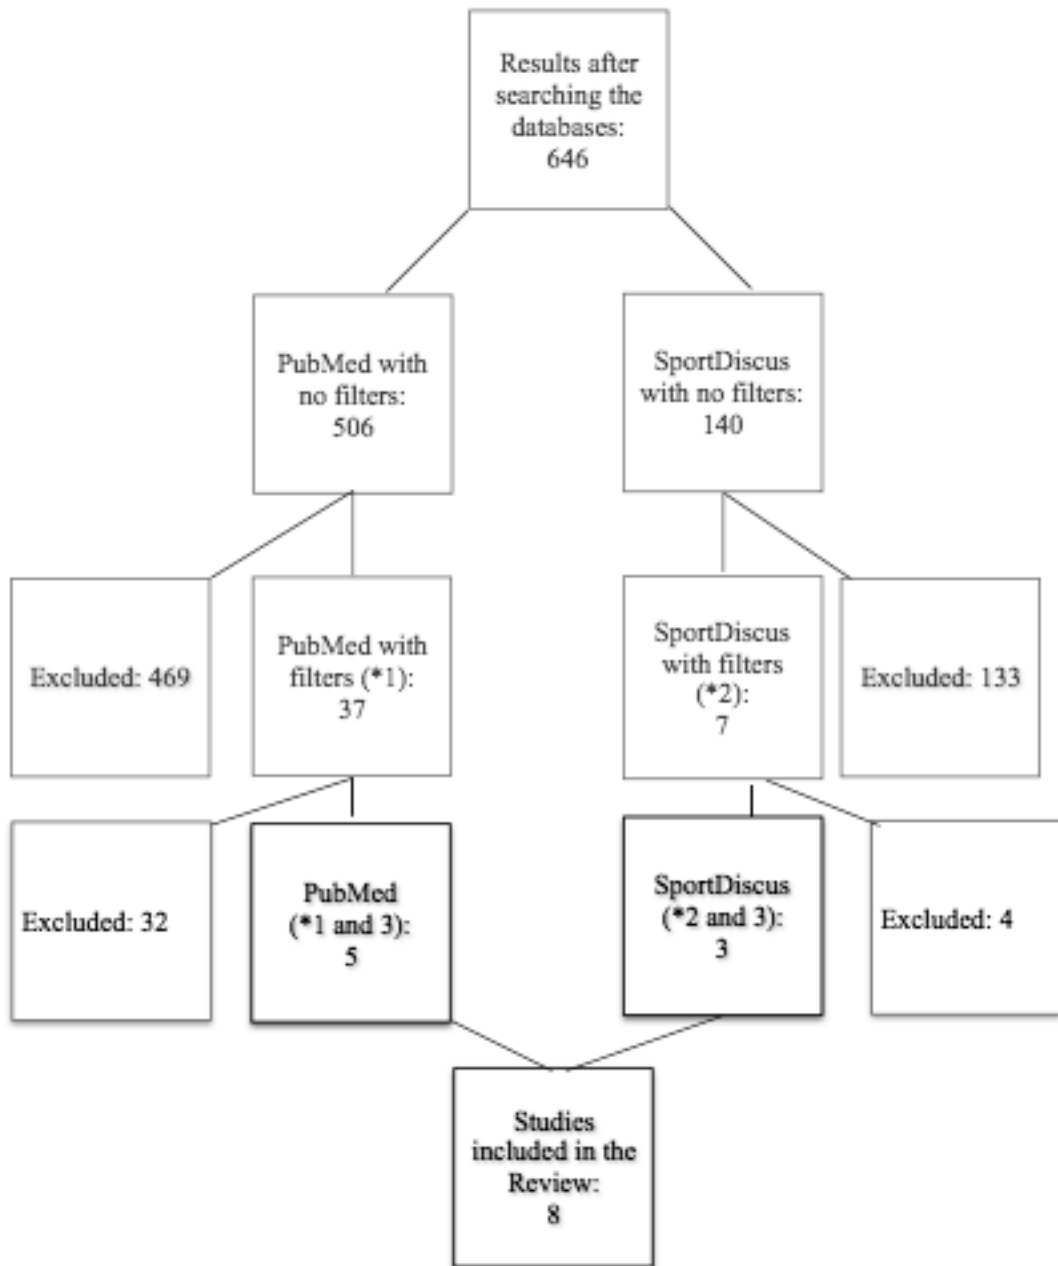 Results after
searching the
databases:
646
PubMed with
no filters:
506
SportDiscus
with no filters:
140
Excluded: 469
PubMed with
filters (*1):
37
SportDiscus
with filters
(*2):
7
Excluded: 133
Excluded: 32
PubMed
(*1 and 3):
5
SportDiscus
(*2 and 3):
3
Excluded: 4
Studies
included in the
Review:
8